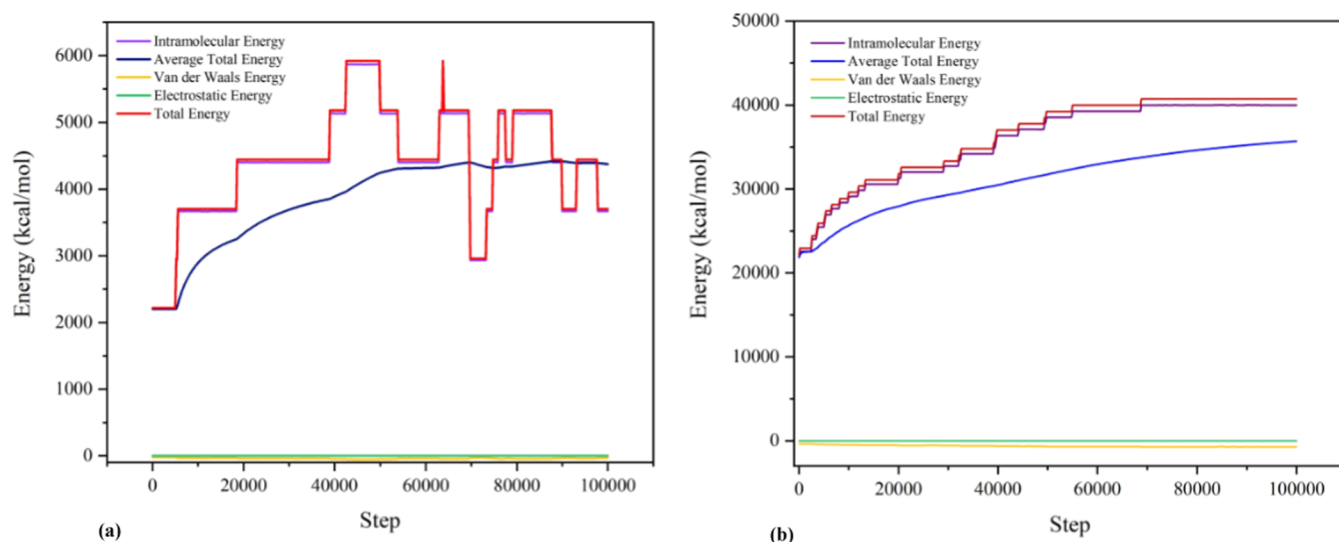 Intramolecular Energy
Average Total Energy
Van der Waals Energy
Electrostatic Energy
Total Energy
Energy (kcal/mol)
6000
5000
4000
3000
2000
1000
0
0
20000
40000
60000
80000
100000
Step
(a)
Intramolecular Energy
Average Total Energy
Van der Waals Energy
Electrostatic Energy
Total Energy
Energy (kcal/mol)
50000
40000
30000
20000
10000
0
0
20000
40000
60000
80000
100000
Step
(b)